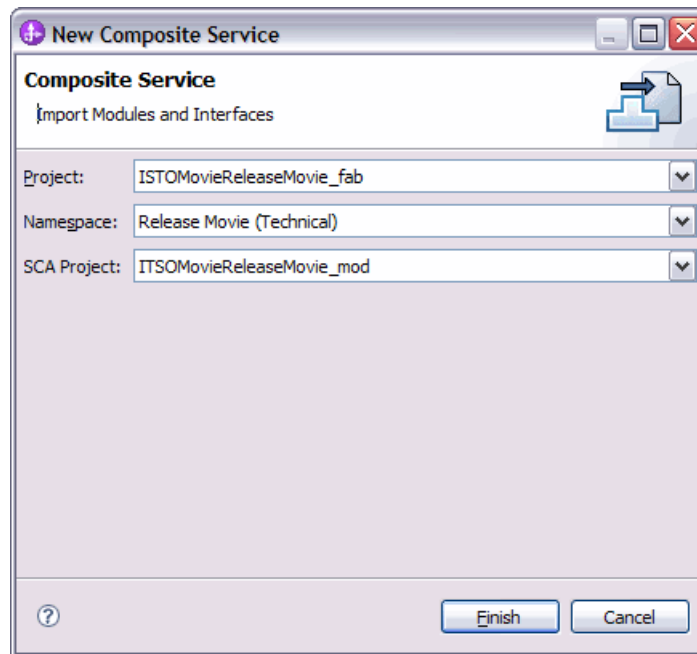 New Composite Service
Composite Service
Import Modules and Interfaces
Project: ISTOMovieReleaseMovie_fab
Namespace: Release Movie (Technical)
SCA Project: ITSOMovieReleaseMovie_mod
? Finish Cancel